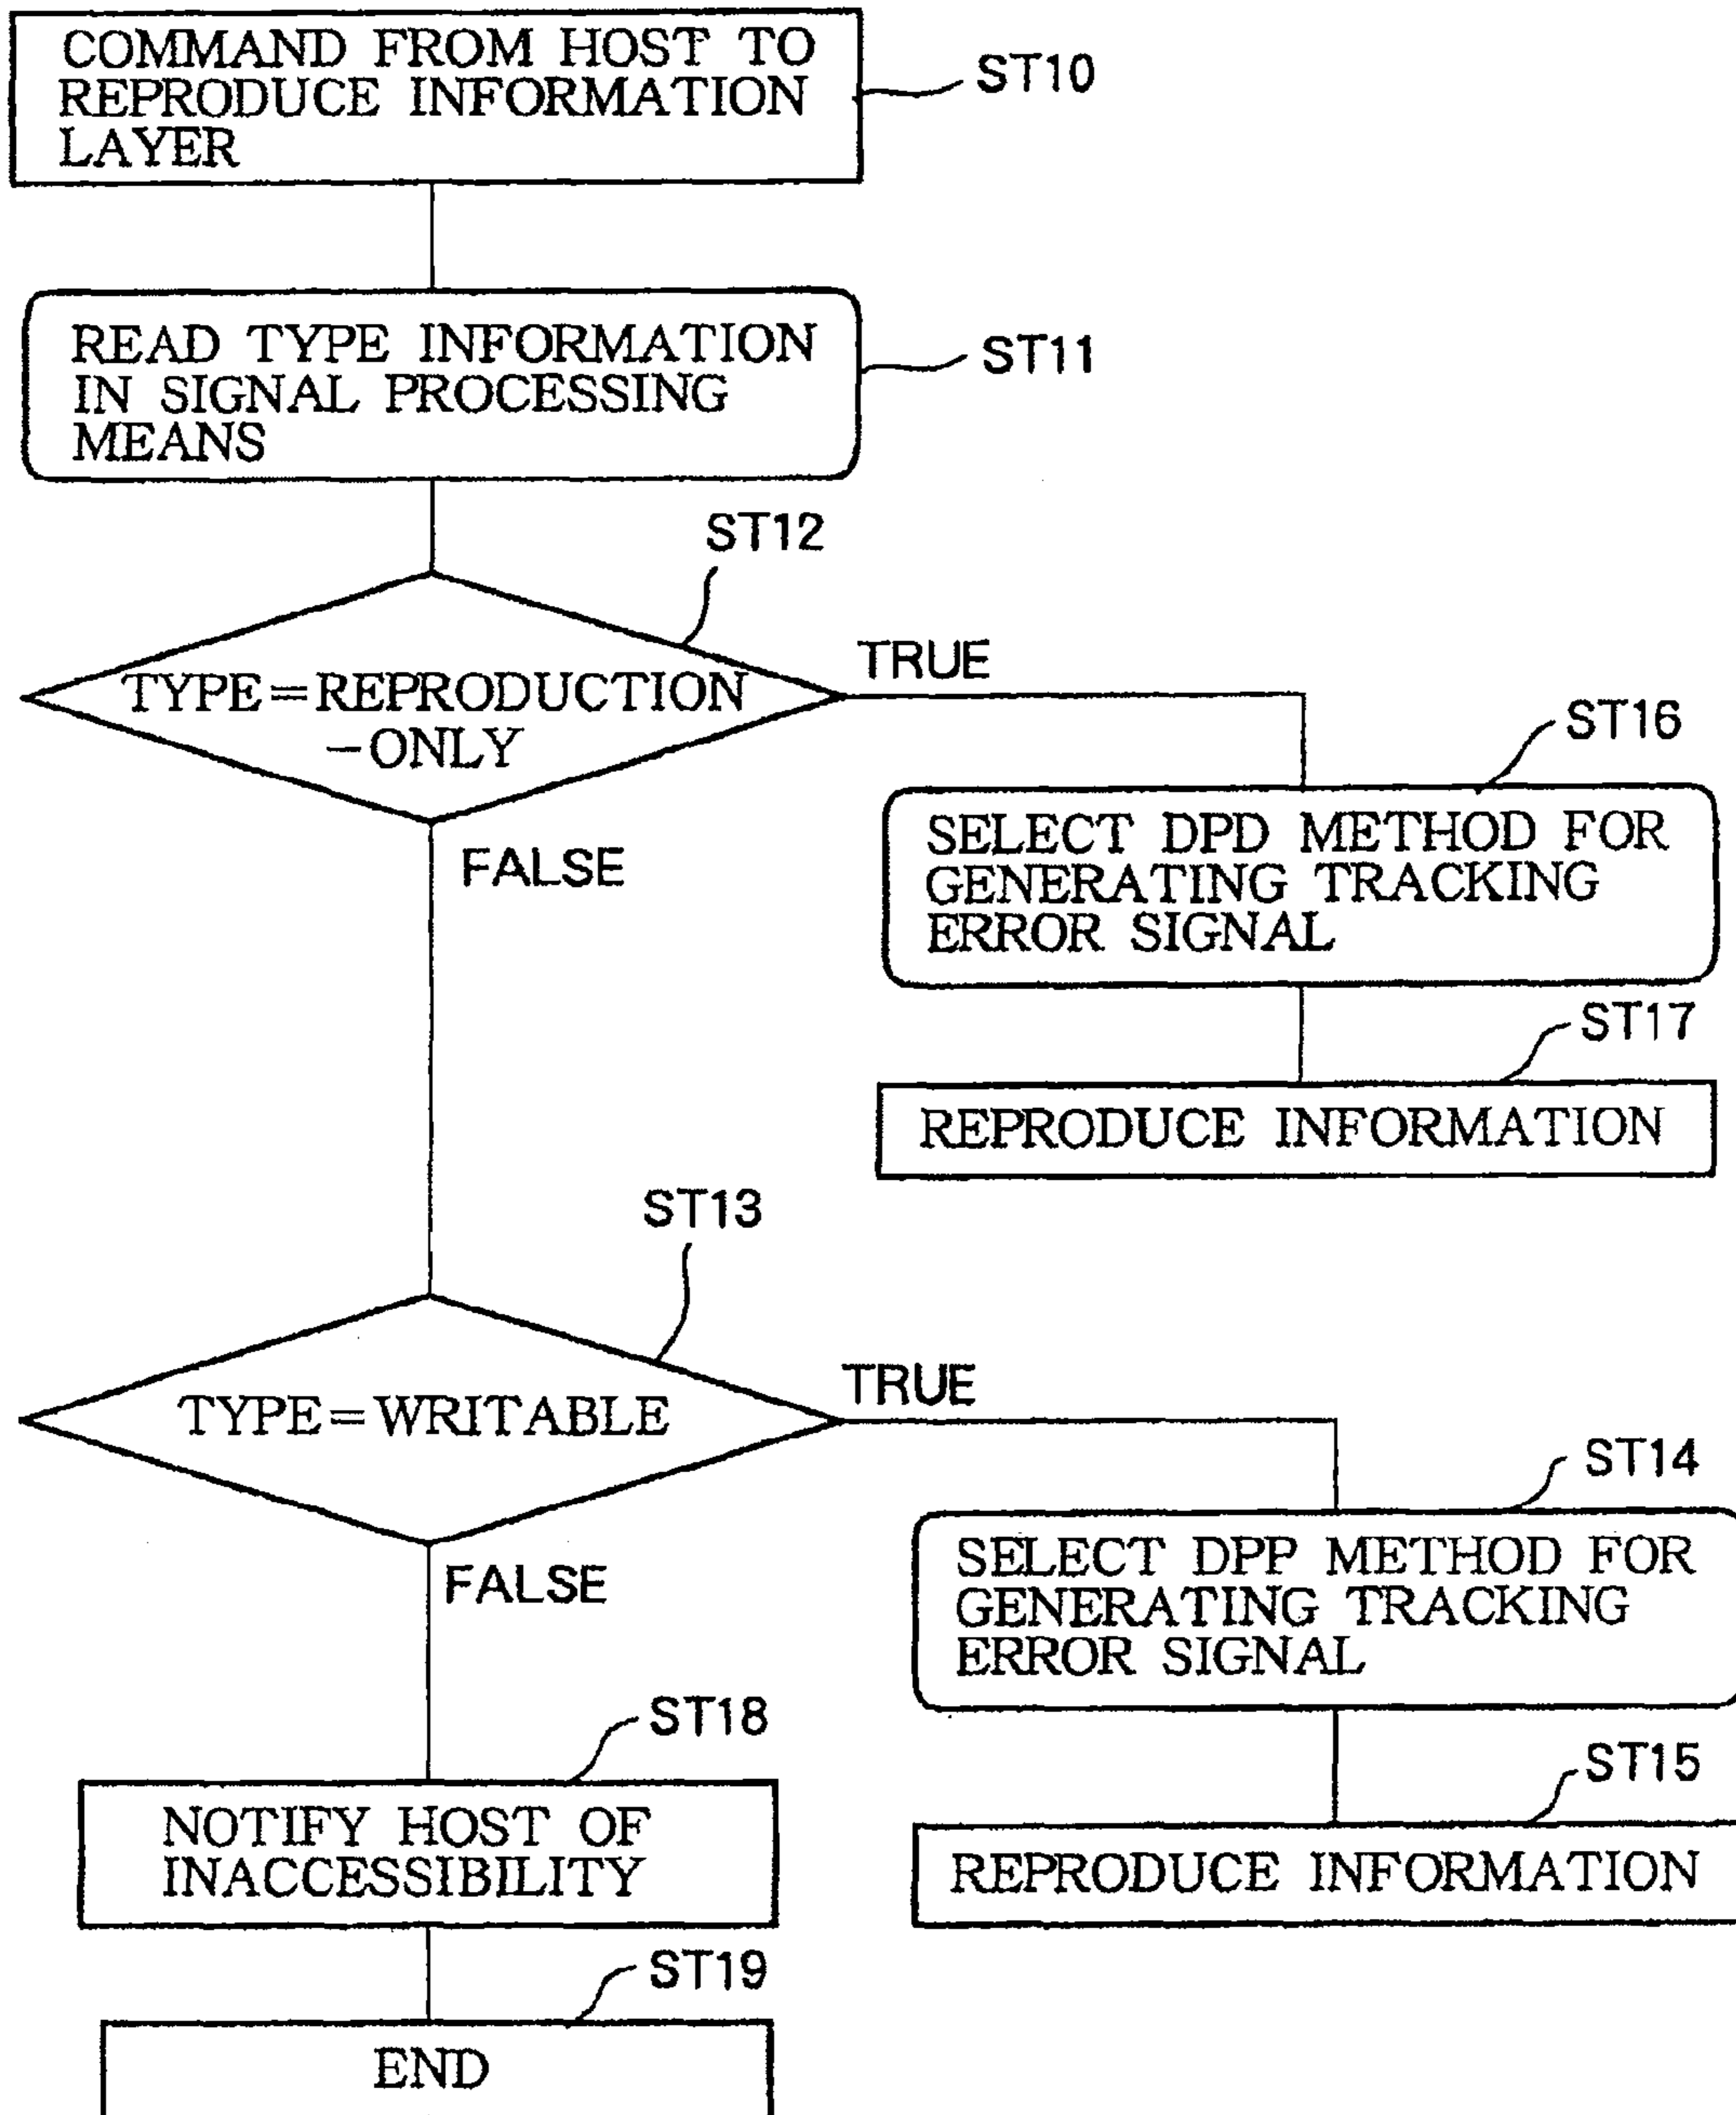 COMMAND FROM HOST TO
REPRODUCE INFORMATION
LAYER
ST10
READ TYPE INFORMATION
IN SIGNAL PROCESSING
MEANS
ST11
ST12
TYPE=REPRODUCTION
-ONLY
TRUE
FALSE
ST16
SELECT DPD METHOD FOR
GENERATING TRACKING
ERROR SIGNAL
ST17
REPRODUCE INFORMATION
ST13
TYPE=WRITABLE
TRUE
FALSE
ST14
SELECT DPP METHOD FOR
GENERATING TRACKING
ERROR SIGNAL
ST15
REPRODUCE INFORMATION
ST18
NOTIFY HOST OF
INACCESSIBILITY
ST19
END